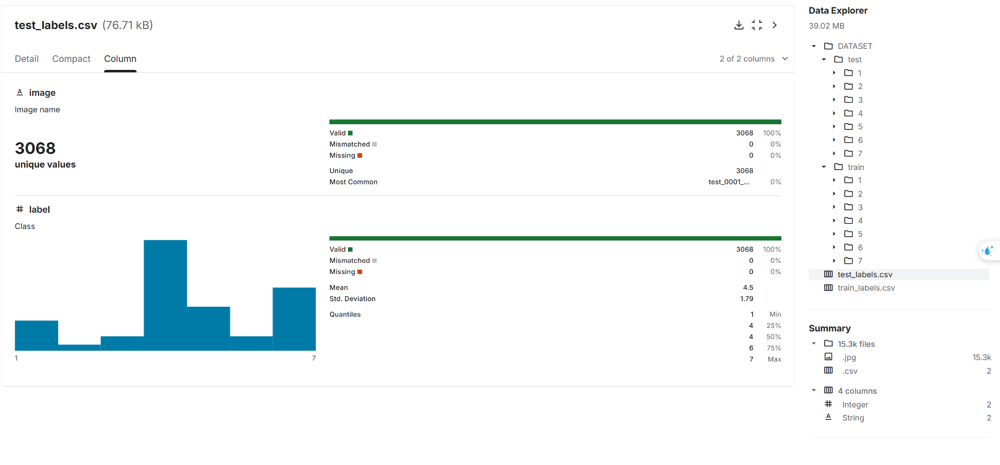 test_labels.csv (76.71 kB)
Detail Compact Column
2 of 2 columns
image
Image name
3068
unique values
Valid 3068 100%
Mismatched 0 0%
Missing 0 0%
Unique 3068
Most Common test_0001_... 0%
label
Class
1 7
Valid 3068 100%
Mismatched 0 0%
Missing 0 0%
Mean 4.5
Std. Deviation 1.79
Quantiles 1 Min
4 25%
4 50%
6 75%
7 Max
Data Explorer
39.02 MB
DATASET
test
1
2
3
4
5
6
7
train
1
2
3
4
5
6
7
test_labels.csv
train_labels.csv
Summary
15.3k files
.jpg 15.3k
.csv 2
4 columns
Integer 2
String 2